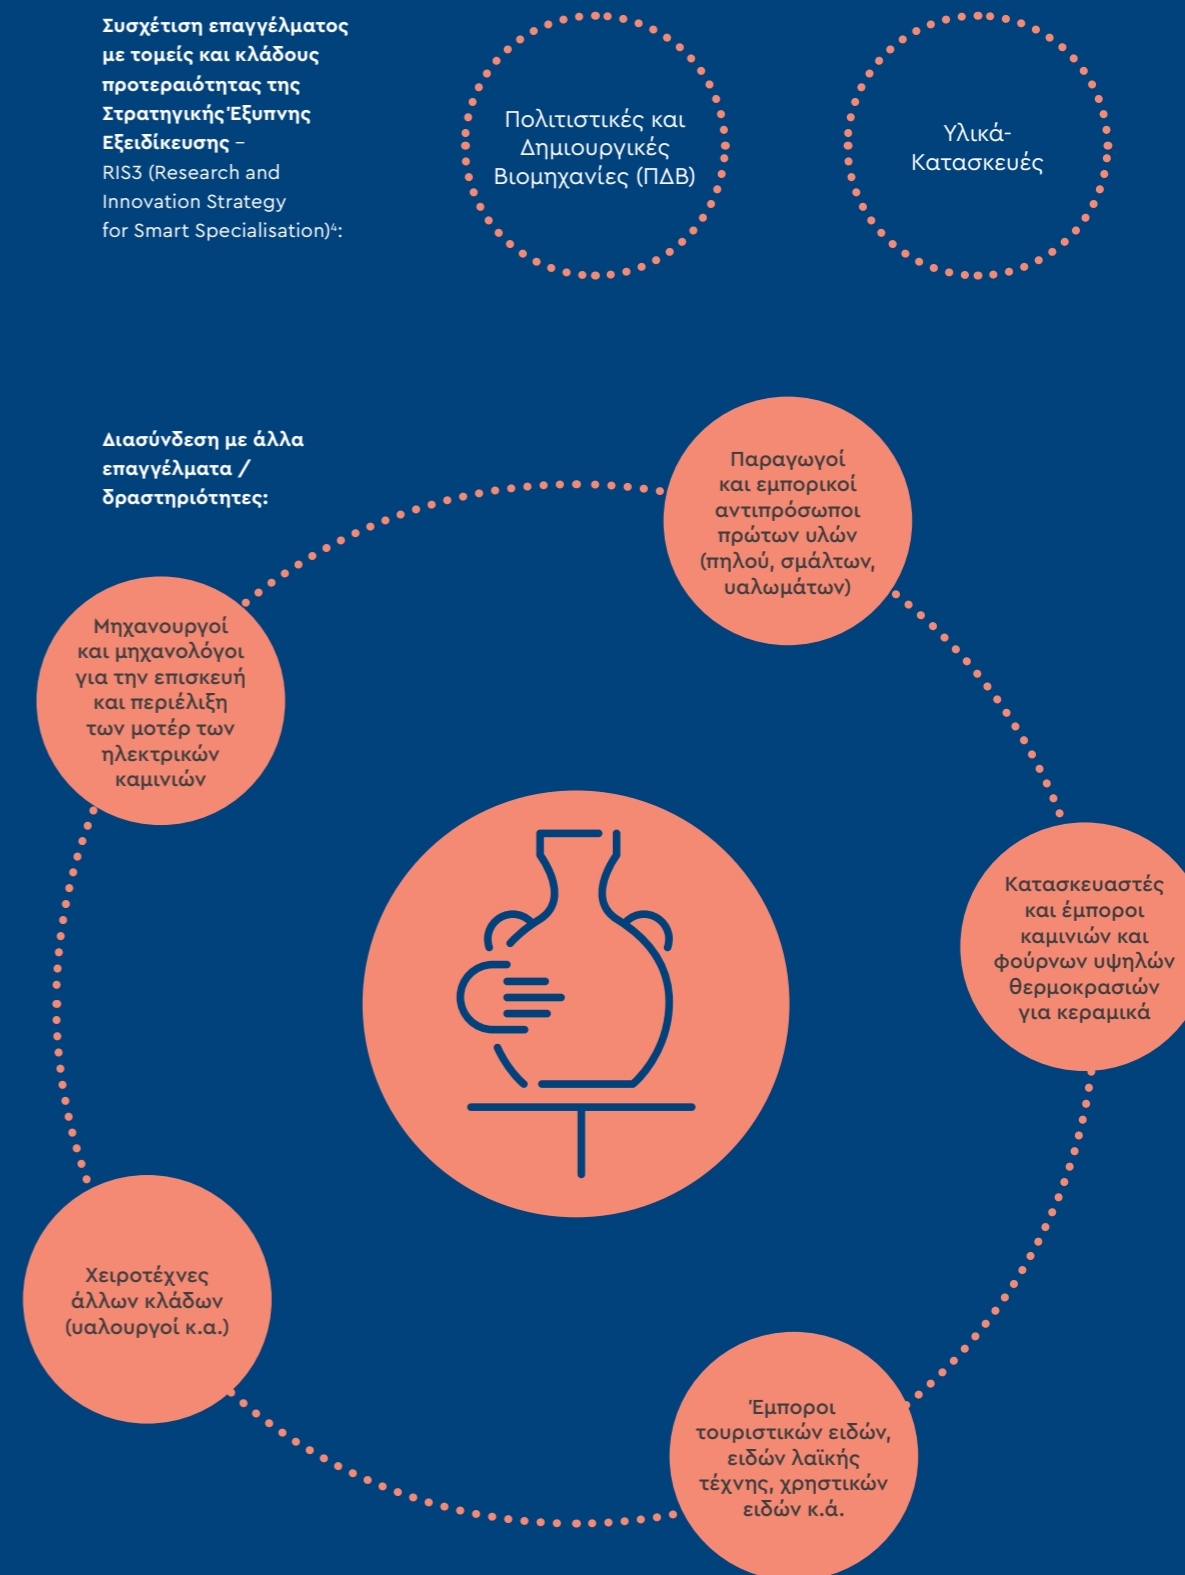 Συσχέτιση επαγγέλματος
με τομείς και κλάδους
προτεραιότητας της
Στρατηγικής Έξυπνης
Εξειδίκευσης –
RIS3 (Research and
Innovation Strategy
for Smart Specialisation)⁴:
Πολιτιστικές και
Δημιουργικές
Βιομηχανίες (ΠΔΒ)
Υλικά-
Κατασκευές
Διασύνδεση με άλλα
επαγγέλματα /
δραστηριότητες:
Παραγωγοί
και εμπορικοί
αντιπρόσωποι
πρώτων υλών
(πηλού, σμάλτων,
υαλωμάτων)
Μηχανουργοί
και μηχανολόγοι
για την επισκευή
και περιέλιξη
των μοτέρ των
ηλεκτρικών
καμινιών
Κατασκευαστές
και έμποροι
καμινιών και
φούρνων υψηλών
θερμοκρασιών
για κεραμικά
Χειροτέχνες
άλλων κλάδων
(υαλουργοί κ.α.)
Έμποροι
τουριστικών ειδών,
ειδών λαϊκής
τέχνης, χρηστικών
ειδών κ.ά.